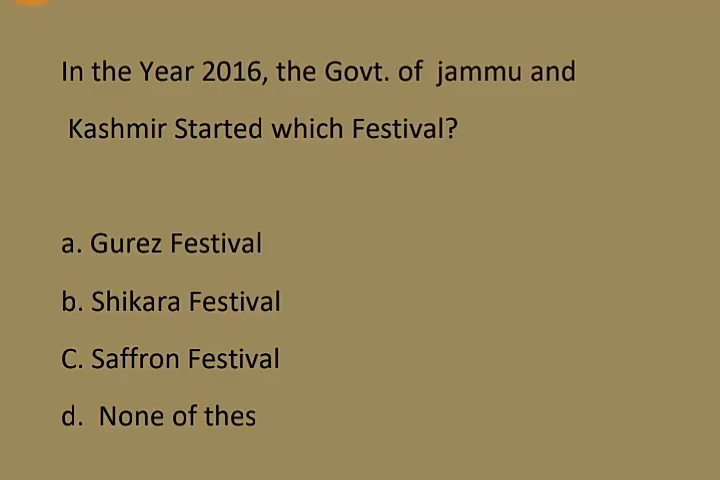 In the Year 2016, the Govt. of  jammu and
Kashmir Started which Festival?
a. Gurez Festival
b. Shikara Festival
C. Saffron Festival
d.  None of thes